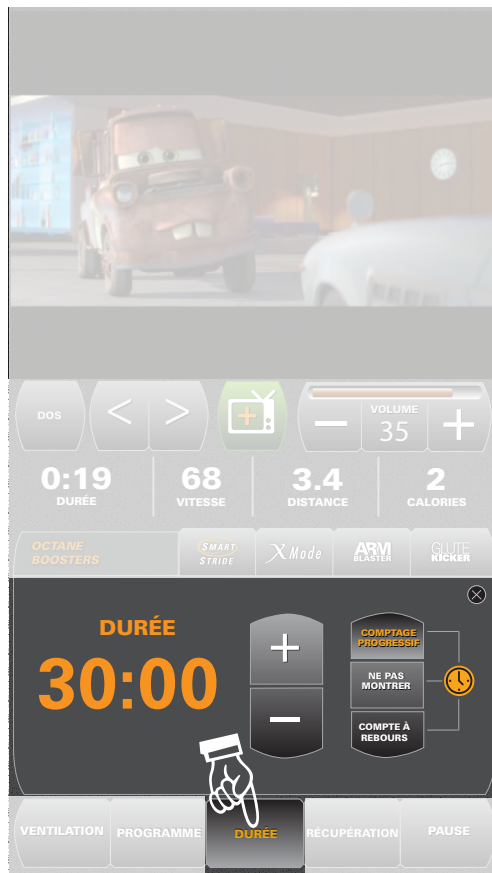 DOS
< >
VOLUME
35
0:19 68 3.4 2
DURÉE VITESSE DISTANCE CALORIES
OCTANE
BOOSTERS
SMART
STRIDE
X Mode
ARM
BLASTER
GLUTE
KICKER
DURÉE
30:00
+
−
COMPTAGE
PROGRESSIF
NE PAS
MONTRER
COMPTE À
REBOURS
VENTILATION PROGRAMME DURÉE RÉCUPÉRATION PAUSE